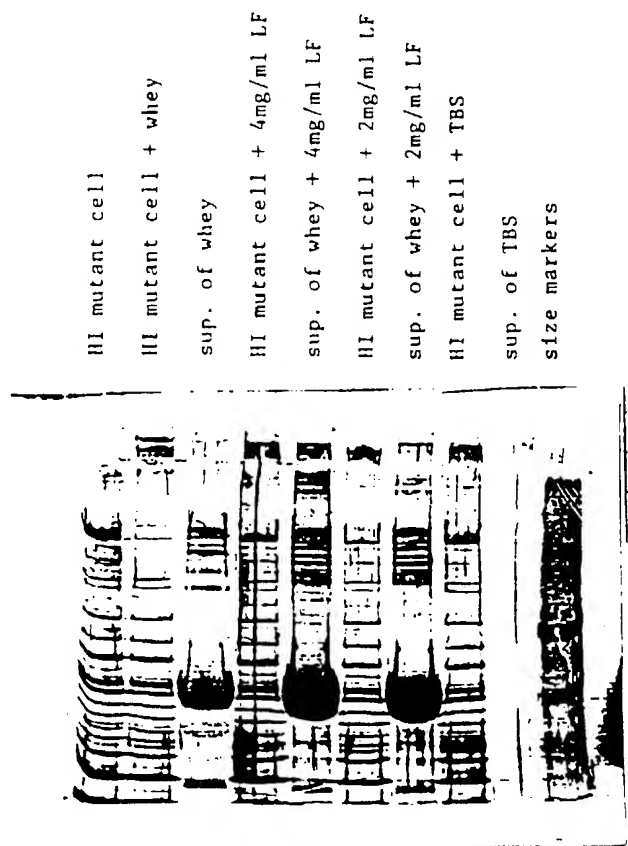 HI mutant cell
HI mutant cell + whey
sup. of whey
HI mutant cell + 4mg/ml LF
sup. of whey + 4mg/ml LF
HI mutant cell + 2mg/ml LF
sup. of whey + 2mg/ml LF
HI mutant cell + TBS
sup. of TBS
size markers